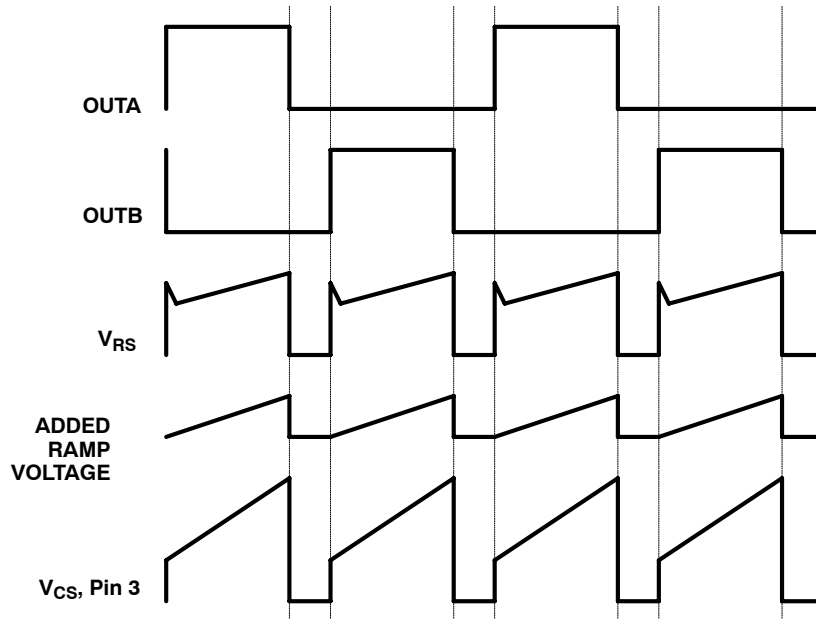 OUTA
OUTB
VRS
ADDED
RAMP
VOLTAGE
VCS, Pin 3